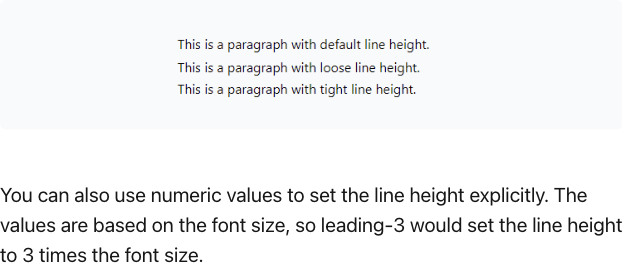 This is a paragraph with default line height.
This is a paragraph with loose line height.
This is a paragraph with tight line height.
You can also use numeric values to set the line height explicitly. The
values are based on the font size, so leading-3 would set the line height
to 3 times the font size.